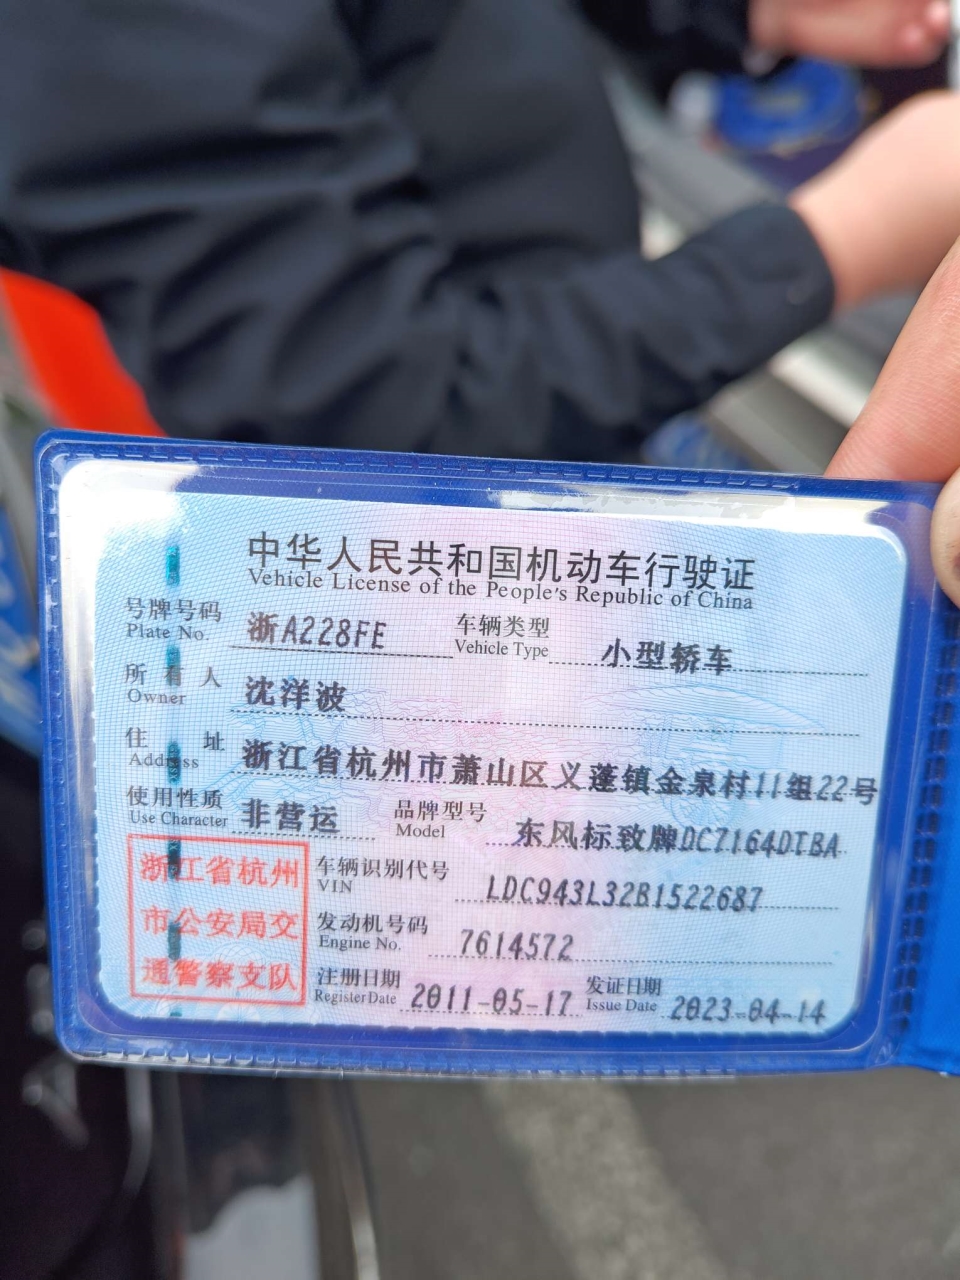 中华人民共和国机动车行驶证
Vehicle License of the People's Republic of China
号牌号码 浙A228FE 车辆类型 小型轿车
Plate No. Vehicle Type
所有人 沈洋波
Owner
住址 浙江省杭州市萧山区义蓬镇金泉村11组22号
Address
使用性质 非营运 品牌型号 东风标致牌DC7164DTBA
Use Character Model
浙江省杭州
市公安局交
通警察支队
车辆识别代号 LDC943L32B1522687
VIN
发动机号码 7614572
Engine No.
注册日期 2011-05-17 发证日期 2023-04-14
Register Date Issue Date